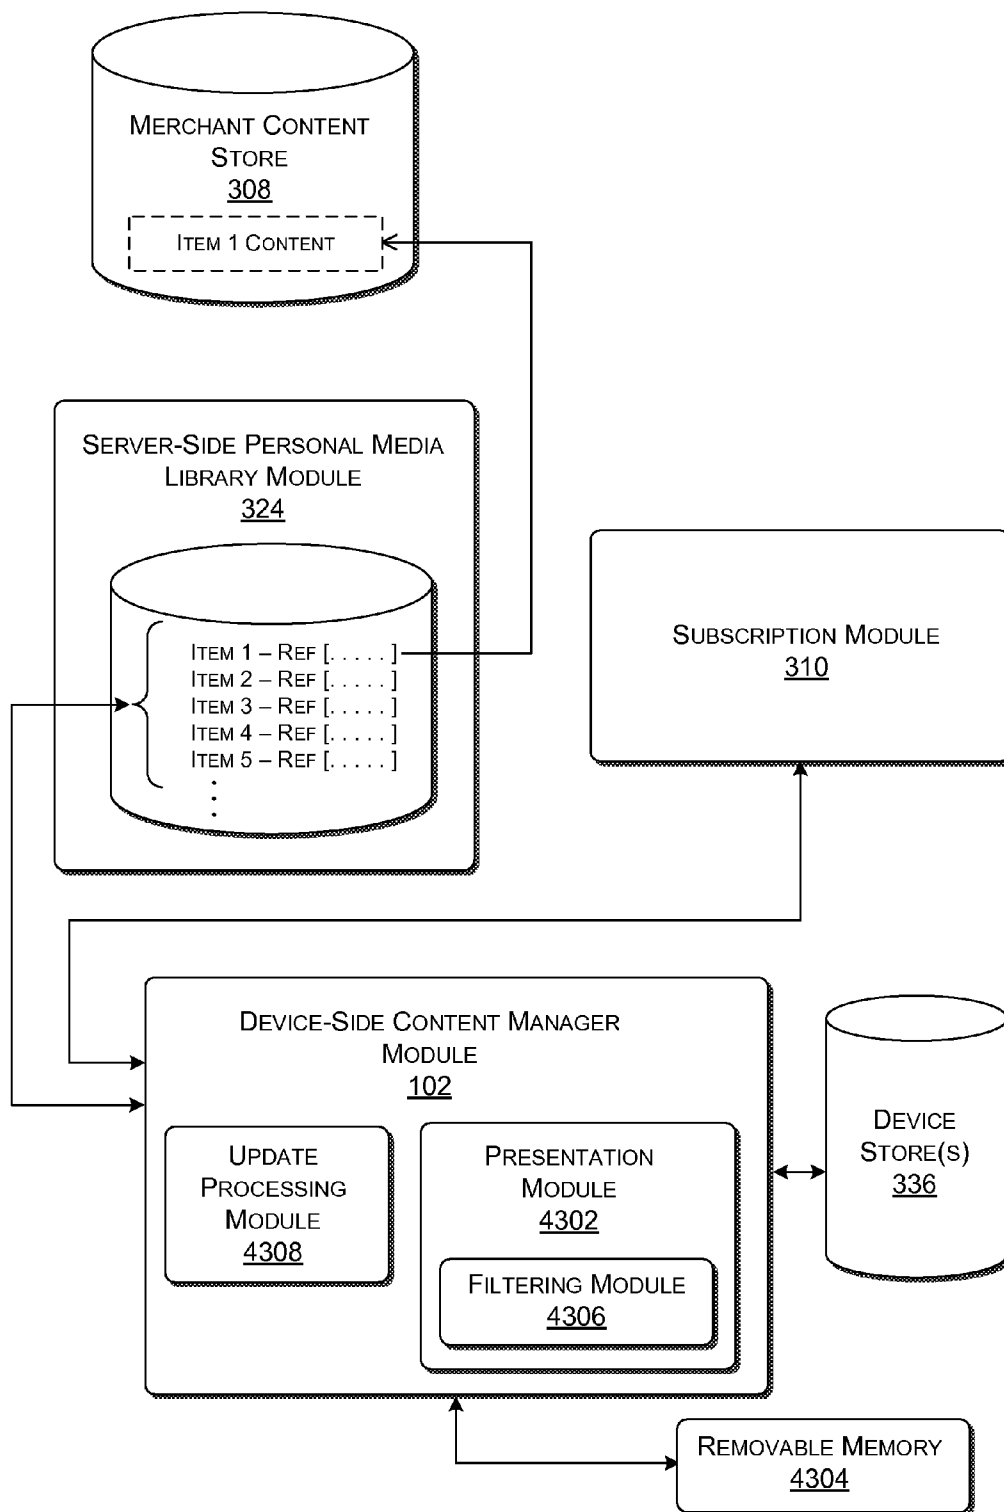 MERCHANT CONTENT
STORE
308
ITEM 1 CONTENT
SERVER-SIDE PERSONAL MEDIA
LIBRARY MODULE
324
ITEM 1 – REF [. . . . .]
ITEM 2 – REF [. . . . .]
ITEM 3 – REF [. . . . .]
ITEM 4 – REF [. . . . .]
ITEM 5 – REF [. . . . .]
SUBSCRIPTION MODULE
310
DEVICE-SIDE CONTENT MANAGER
MODULE
102
UPDATE
PROCESSING
MODULE
4308
PRESENTATION
MODULE
4302
FILTERING MODULE
4306
DEVICE
STORE(S)
336
REMOVABLE MEMORY
4304